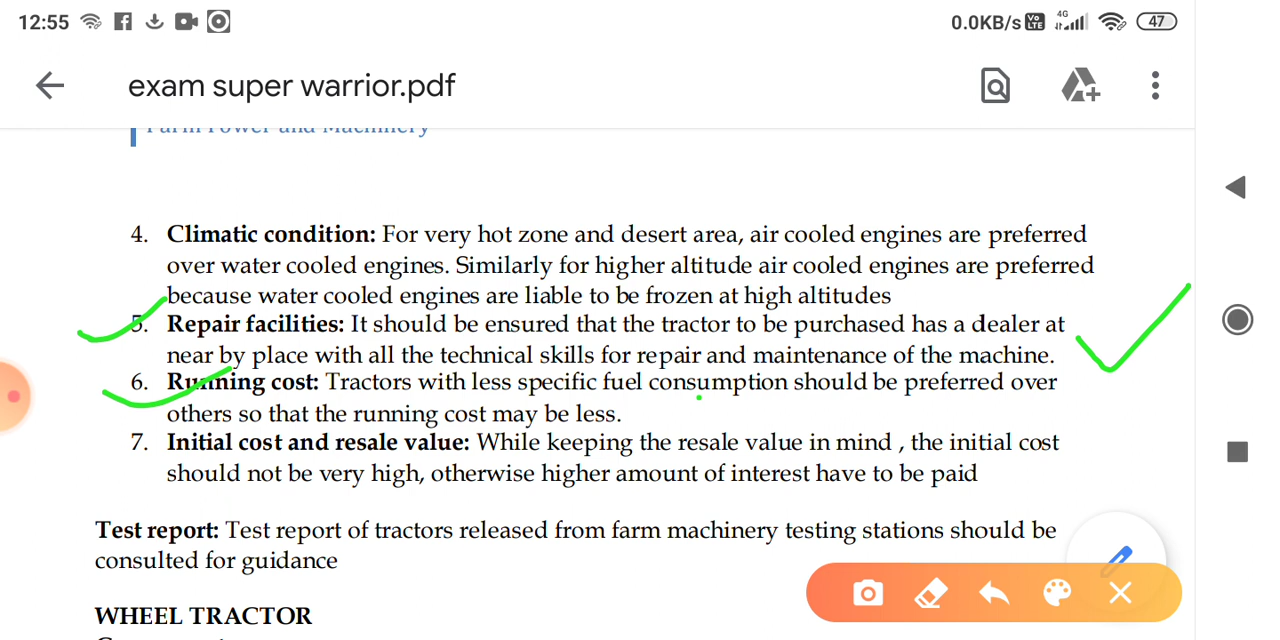 12:55 0.0KB/s Vo LTE 4G 47
exam super warrior.pdf
Farm Power and Machinery
4. Climatic condition: For very hot zone and desert area, air cooled engines are preferred
over water cooled engines. Similarly for higher altitude air cooled engines are preferred
because water cooled engines are liable to be frozen at high altitudes
5. Repair facilities: It should be ensured that the tractor to be purchased has a dealer at
near by place with all the technical skills for repair and maintenance of the machine.
6. Running cost: Tractors with less specific fuel consumption should be preferred over
others so that the running cost may be less.
7. Initial cost and resale value: While keeping the resale value in mind , the initial cost
should not be very high, otherwise higher amount of interest have to be paid
Test report: Test report of tractors released from farm machinery testing stations should be
consulted for guidance
WHEEL TRACTOR